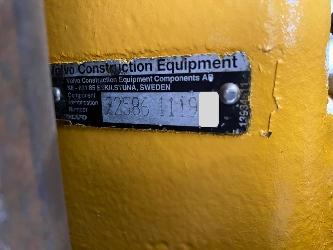 Volvo Construction Equipment
Volvo Construction Equipment Components AB
SE - 631 85 ESKILSTUNA, SWEDEN
Component
Identification
Number
22586 1119